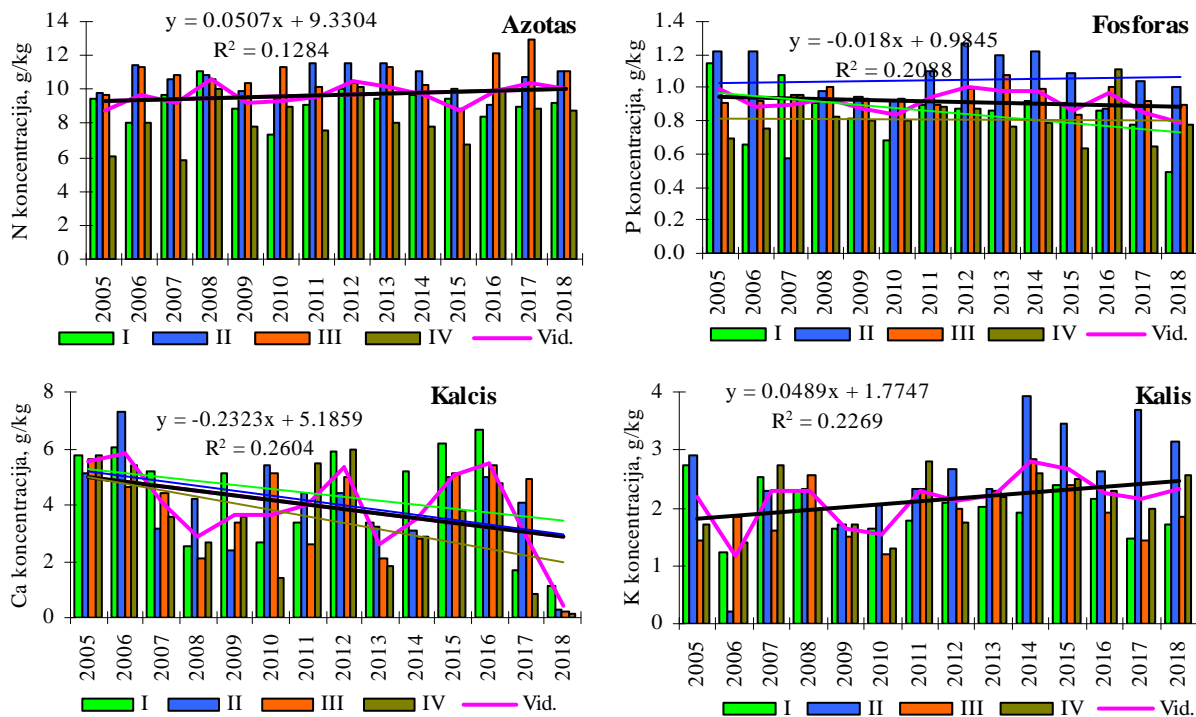 Azotas
y = 0.0507x + 9.3304
R² = 0.1284
N koncentracija, g/kg
14
12
10
8
6
4
2
0
2005 2006 2007 2008 2009 2010 2011 2012 2013 2014 2015 2016 2017 2018
I II III IV Vid.
Fosforas
y = -0.018x + 0.9845
R² = 0.2088
P koncentracija, g/kg
1.4
1.2
1.0
0.8
0.6
0.4
0.2
0.0
2005 2006 2007 2008 2009 2010 2011 2012 2013 2014 2015 2016 2017 2018
I II III IV Vid.
Kalcis
y = -0.2323x + 5.1859
R² = 0.2604
Ca koncentracija, g/kg
8
6
4
2
0
2005 2006 2007 2008 2009 2010 2011 2012 2013 2014 2015 2016 2017 2018
I II III IV Vid.
Kalis
y = 0.0489x + 1.7747
R² = 0.2269
K koncentracija, g/kg
4
3
2
1
0
2005 2006 2007 2008 2009 2010 2011 2012 2013 2014 2015 2016 2017 2018
I II III IV Vid.